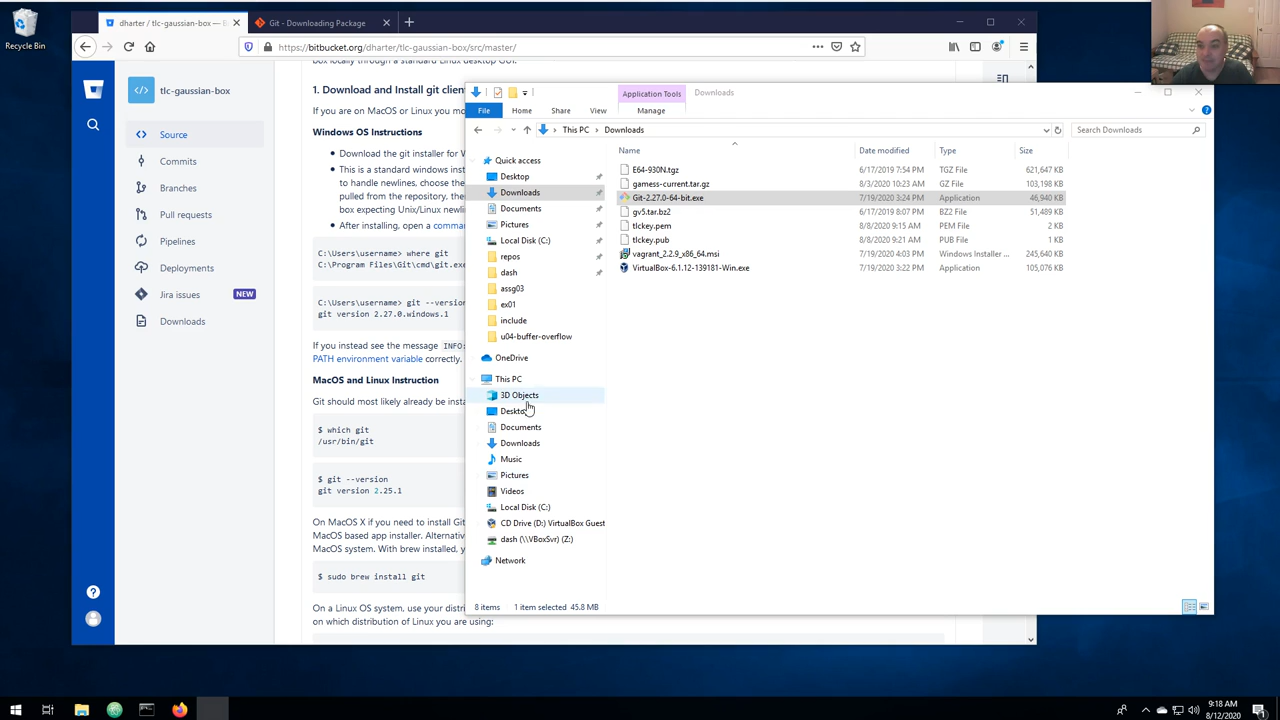 Recycle Bin
dharter / tlc-gaussian-box — B
Git - Downloading Package
https://bitbucket.org/dharter/tlc-gaussian-box/src/master/
tlc-gaussian-box
Source
Commits
Branches
Pull requests
Pipelines
Deployments
Jira issues
NEW
Downloads
box locally through a standard Linux desktop GUI.
1. Download and Install git clien
If you are on MacOS or Linux you mo
Windows OS Instructions
Download the git installer for W
This is a standard windows inst
to handle newlines, choose the
pulled from the repository, the
box expecting Unix/Linux newlin
After installing, open a comma
C:\Users\username> where git
C:\Program Files\Git\cmd\git.ex
C:\Users\username> git --versio
git version 2.27.0.windows.1
If you instead see the message INFO:
PATH environment variable correctly.
MacOS and Linux Instruction
Git should most likely already be insta
$ which git
/usr/bin/git
$ git --version
git version 2.25.1
On MacOS X if you need to install Git
MacOS based app installer. Alternativ
MacOS system. With brew installed, y
$ sudo brew install git
On a Linux OS system, use your distri
on which distribution of Linux you are using:
Application Tools
Downloads
File
Home
Share
View
Manage
This PC > Downloads
Search Downloads
Quick access
Desktop
Downloads
Documents
Pictures
Local Disk (C:)
repos
dash
assg03
ex01
include
u04-buffer-overflow
OneDrive
This PC
3D Objects
Desktop
Documents
Downloads
Music
Pictures
Videos
Local Disk (C:)
CD Drive (D:) VirtualBox Guest
dash (\\VBoxSvr) (Z:)
Network
Name Date modified Type Size
E64-930N.tgz 6/17/2019 7:54 PM TGZ File 621,647 KB
gamess-current.tar.gz 8/3/2020 10:23 AM GZ File 103,198 KB
Git-2.27.0-64-bit.exe 7/19/2020 3:24 PM Application 46,940 KB
gv5.tar.bz2 6/17/2019 8:07 PM BZ2 File 51,489 KB
tlckey.pem 8/8/2020 9:15 AM PEM File 2 KB
tlckey.pub 8/8/2020 9:21 AM PUB File 1 KB
vagrant_2.2.9_x86_64.msi 7/19/2020 4:03 PM Windows Installer ... 245,640 KB
VirtualBox-6.1.12-139181-Win.exe 7/19/2020 3:22 PM Application 105,076 KB
8 items 1 item selected 45.8 MB
9:18 AM
8/12/2020